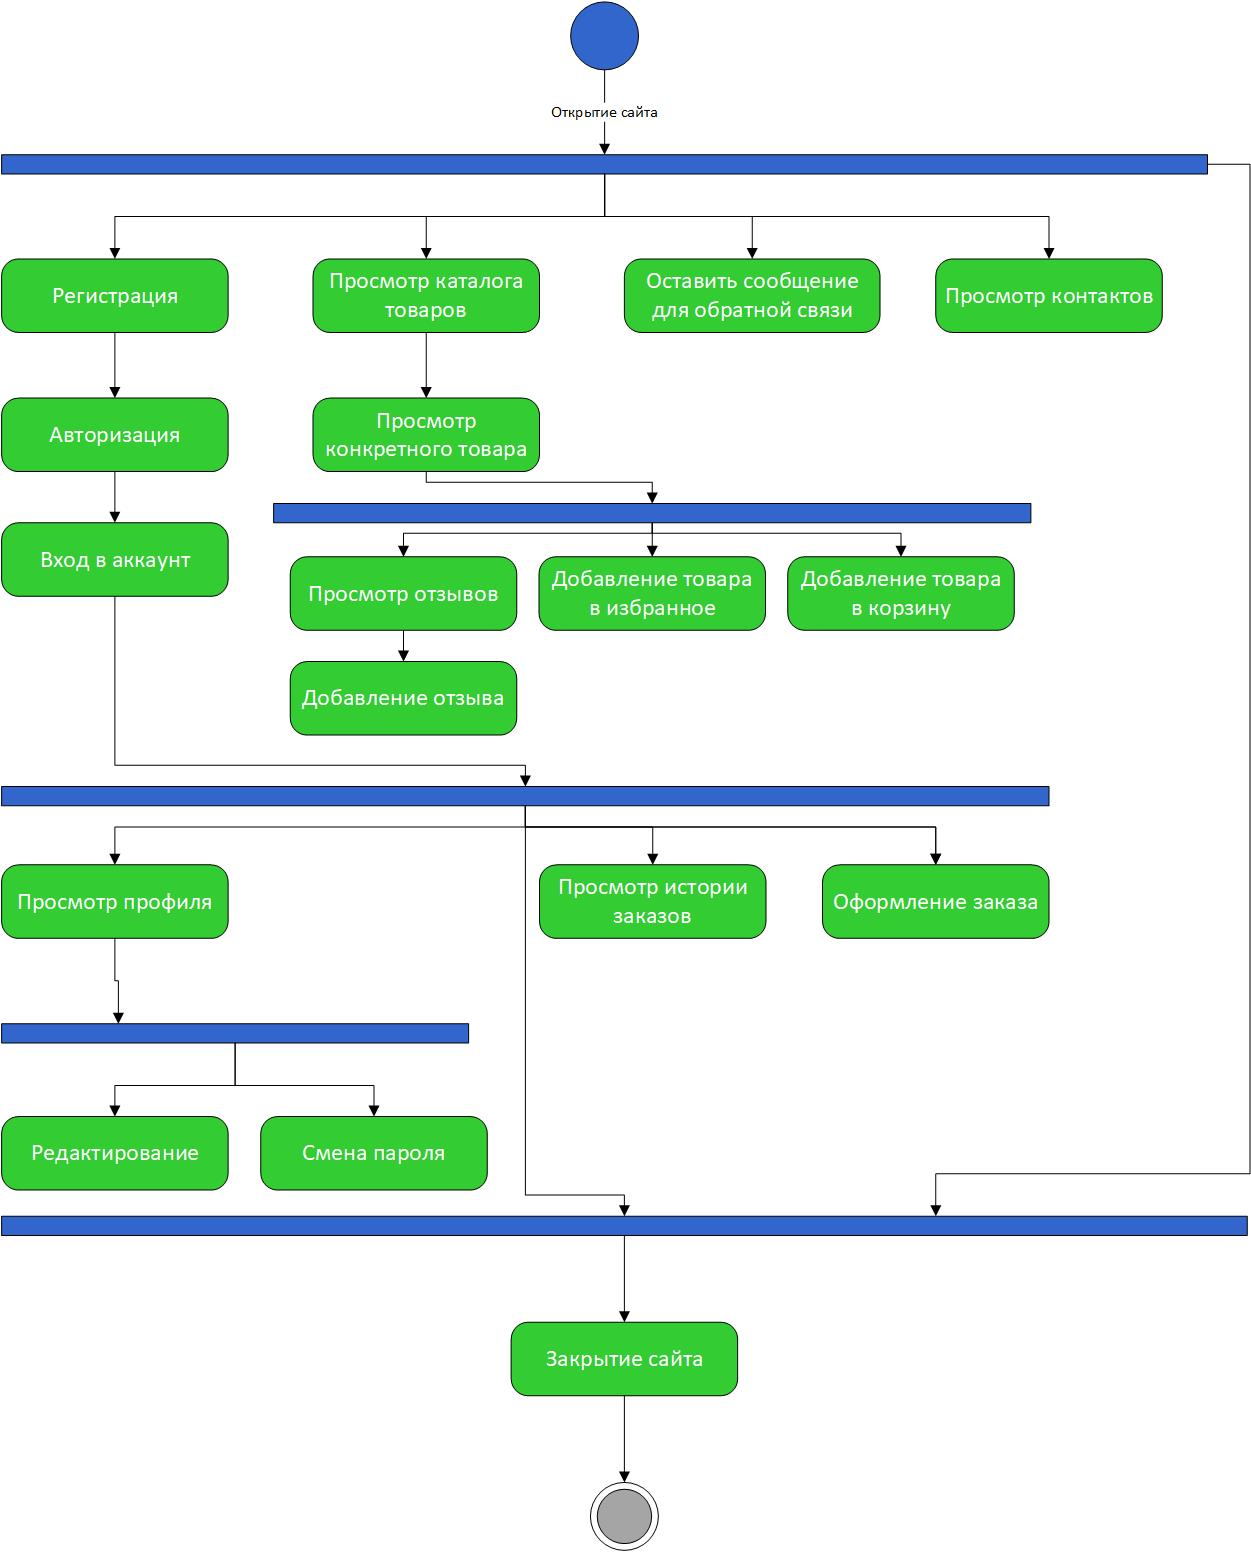 Открытие сайта
Регистрация
Просмотр каталога
товаров
Оставить сообщение
для обратной связи
Просмотр контактов
Авторизация
Просмотр
конкретного товара
Вход в аккаунт
Просмотр отзывов
Добавление товара
в избранное
Добавление товара
в корзину
Добавление отзыва
Просмотр профиля
Просмотр истории
заказов
Оформление заказа
Редактирование
Смена пароля
Закрытие сайта